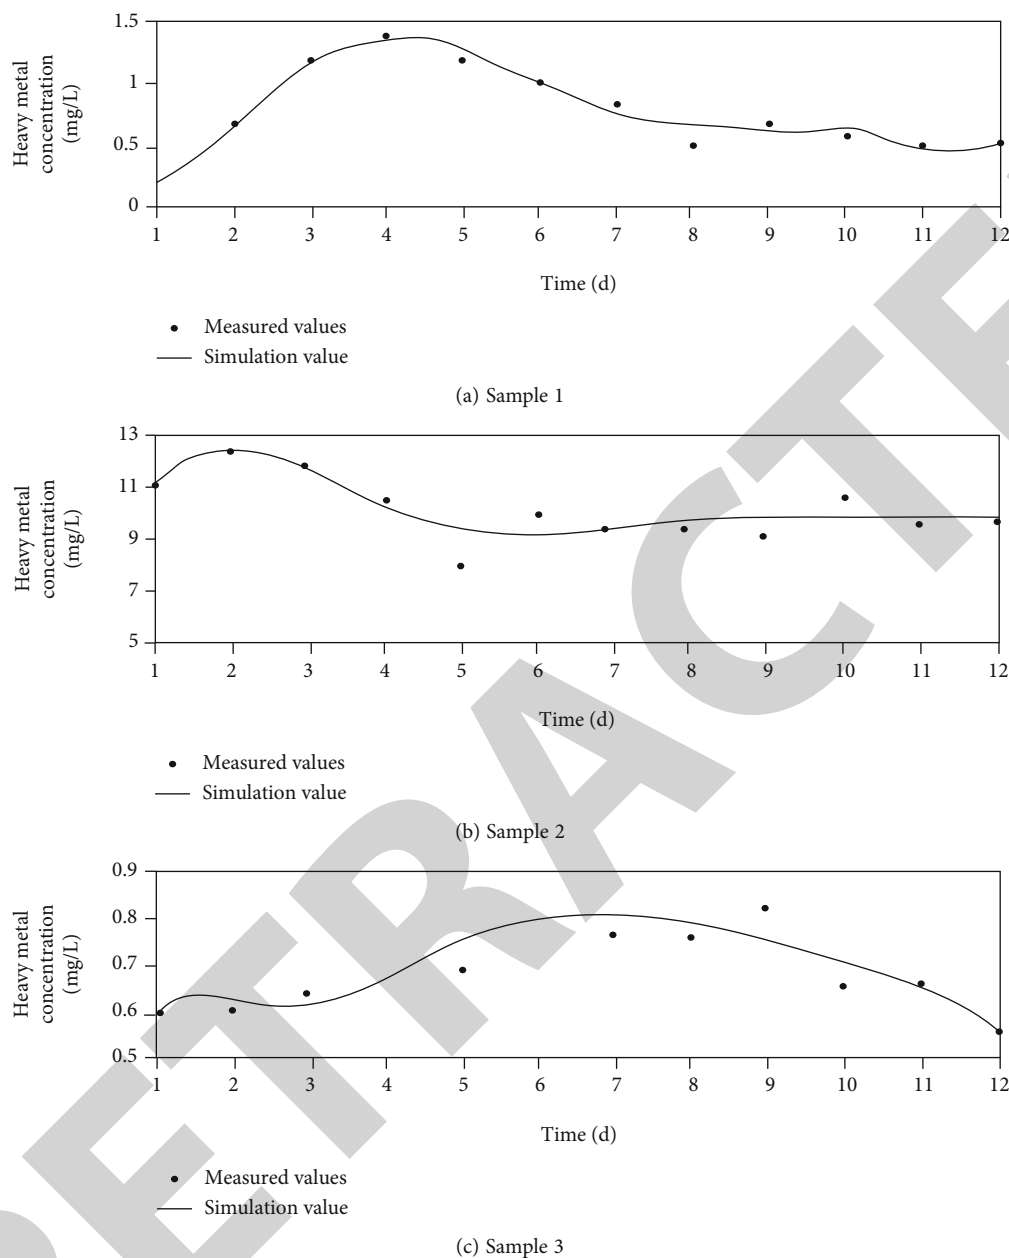 1.5
1
0.5
0
Heavy metal
concentration
(mg/L)
1 2 3 4 5 6 7 8 9 10 11 12
Time (d)
Measured values
Simulation value
(a) Sample 1
13
11
9
7
5
Heavy metal
concentration
(mg/L)
1 2 3 4 5 6 7 8 9 10 11 12
Time (d)
Measured values
Simulation value
(b) Sample 2
0.9
0.8
0.7
0.6
0.5
Heavy metal
concentration
(mg/L)
1 2 3 4 5 6 7 8 9 10 11 12
Time (d)
Measured values
Simulation value
(c) Sample 3
RETRACTE